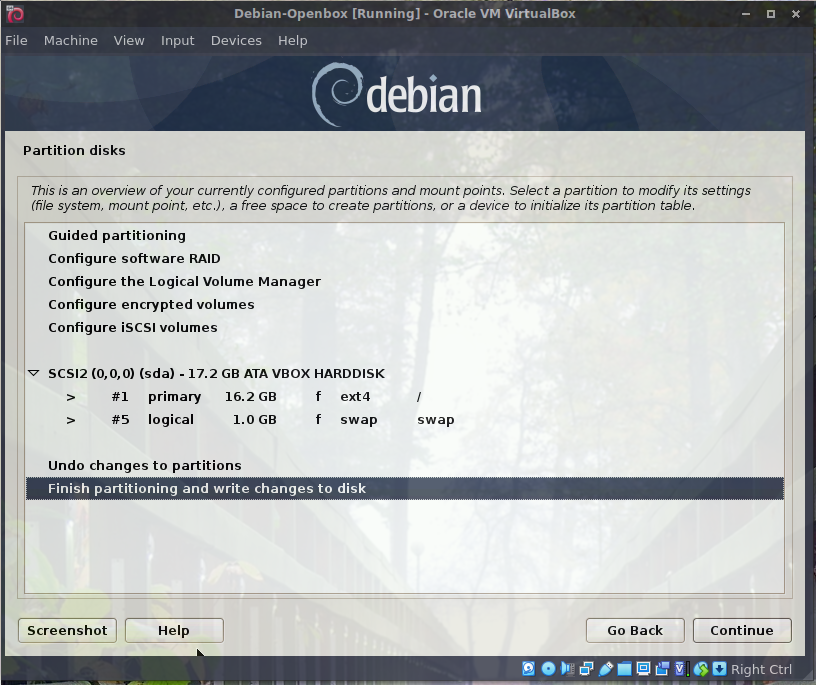 Debian-Openbox [Running] - Oracle VM VirtualBox
File Machine View Input Devices Help
debian
Partition disks
This is an overview of your currently configured partitions and mount points. Select a partition to modify its settings
(file system, mount point, etc.), a free space to create partitions, or a device to initialize its partition table.
Guided partitioning
Configure software RAID
Configure the Logical Volume Manager
Configure encrypted volumes
Configure iSCSI volumes
SCSI2 (0,0,0) (sda) - 17.2 GB ATA VBOX HARDDISK
> #1 primary 16.2 GB f ext4 /
> #5 logical 1.0 GB f swap swap
Undo changes to partitions
Finish partitioning and write changes to disk
Screenshot Help Go Back Continue
Right Ctrl